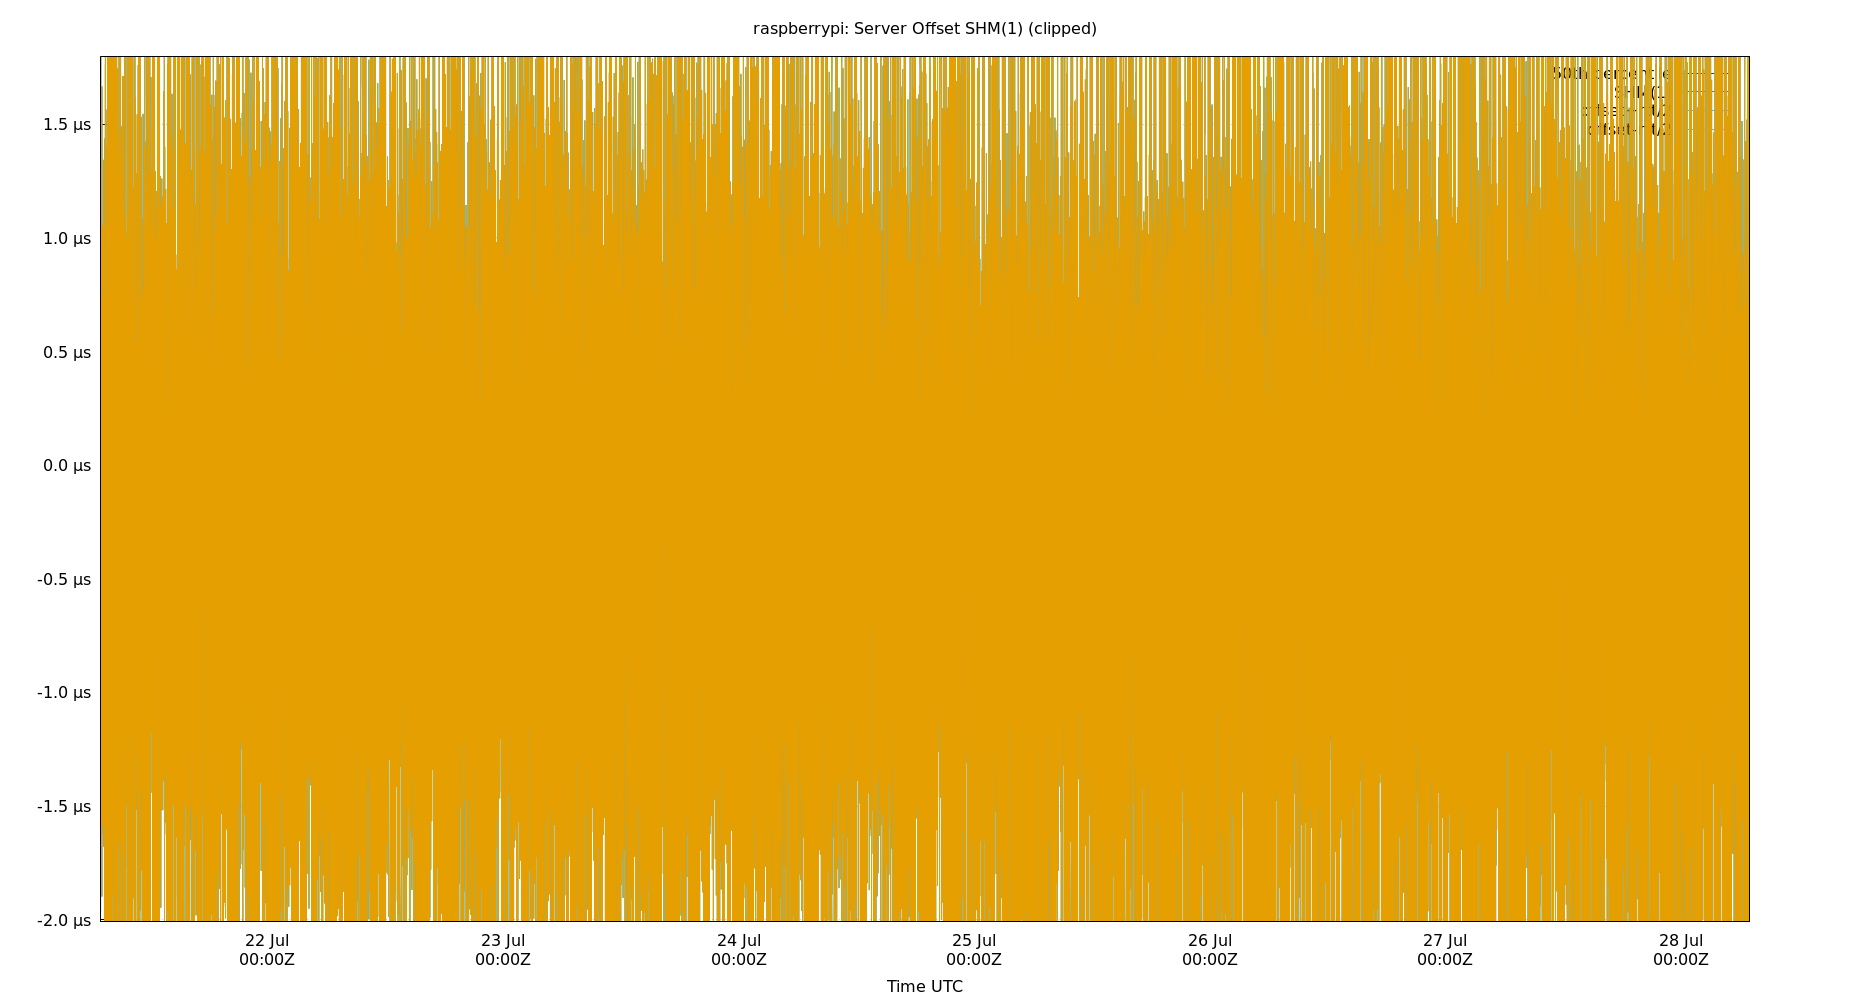 raspberrypi: Server Offset SHM(1) (clipped)
50th percentile
1.5 µs
1.0 µs
0.5 µs
0.0 µs
-0.5 µs
-1.0 µs
-1.5 µs
-2.0 µs
22 Jul 23 Jul 24 Jul 25 Jul 26 Jul 27 Jul 28 Jul
00:00Z 00:00Z 00:00Z 00:00Z 00:00Z 00:00Z 00:00Z
Time UTC